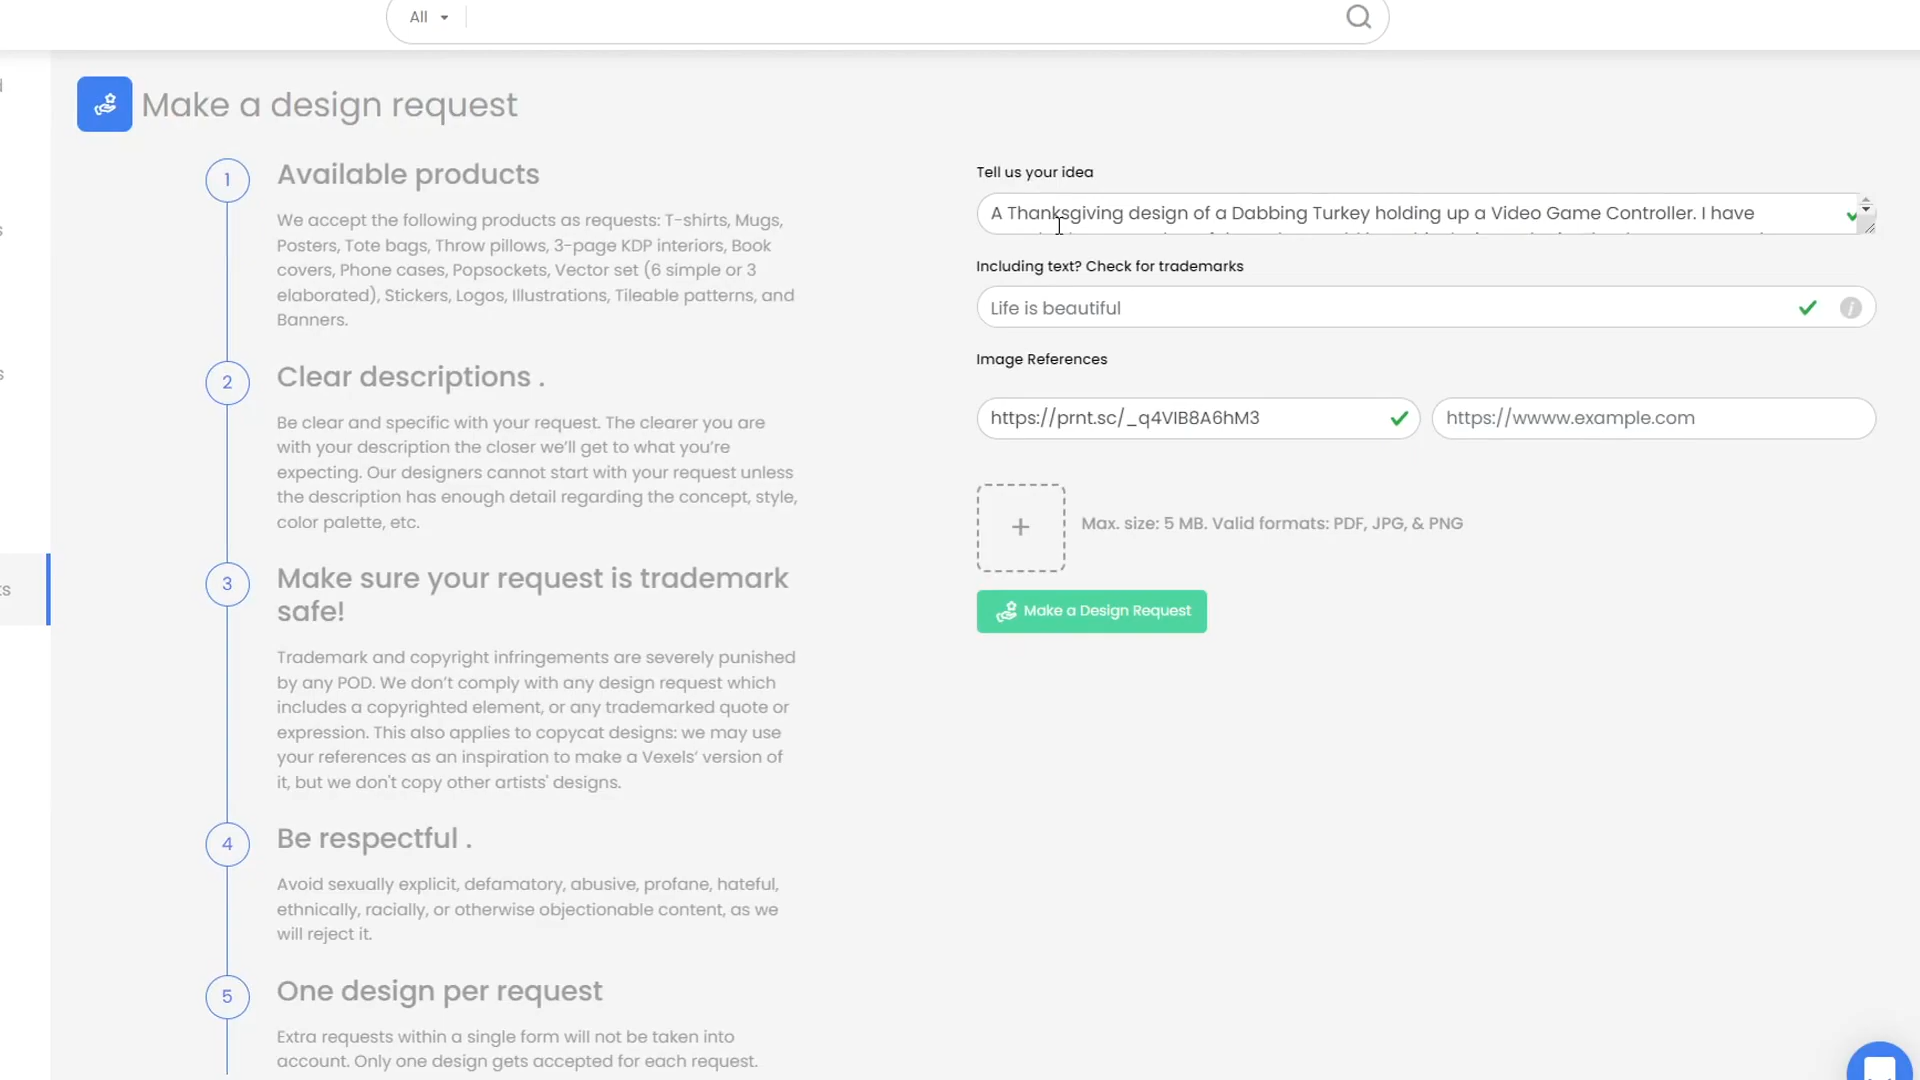 All
Make a design request
1
Available products
We accept the following products as requests: T-shirts, Mugs,
Posters, Tote bags, Throw pillows, 3-page KDP interiors, Book
covers, Phone cases, Popsockets, Vector set (6 simple or 3
elaborated), Stickers, Logos, Illustrations, Tileable patterns, and
Banners.
2
Clear descriptions .
Be clear and specific with your request. The clearer you are
with your description the closer we’ll get to what you’re
expecting. Our designers cannot start with your request unless
the description has enough detail regarding the concept, style,
color palette, etc.
3
Make sure your request is trademark
safe!
Trademark and copyright infringements are severely punished
by any POD. We don’t comply with any design request which
includes a copyrighted element, or any trademarked quote or
expression. This also applies to copycat designs: we may use
your references as an inspiration to make a Vexels’ version of
it, but we don't copy other artists' designs.
4
Be respectful .
Avoid sexually explicit, defamatory, abusive, profane, hateful,
ethnically, racially, or otherwise objectionable content, as we
will reject it.
5
One design per request
Extra requests within a single form will not be taken into
account. Only one design gets accepted for each request.
Tell us your idea
A Thanksgiving design of a Dabbing Turkey holding up a Video Game Controller. I have
Including text? Check for trademarks
Life is beautiful
Image References
https://prnt.sc/_q4VIB8A6hM3
https://wwww.example.com
Max. size: 5 MB. Valid formats: PDF, JPG, & PNG
Make a Design Request